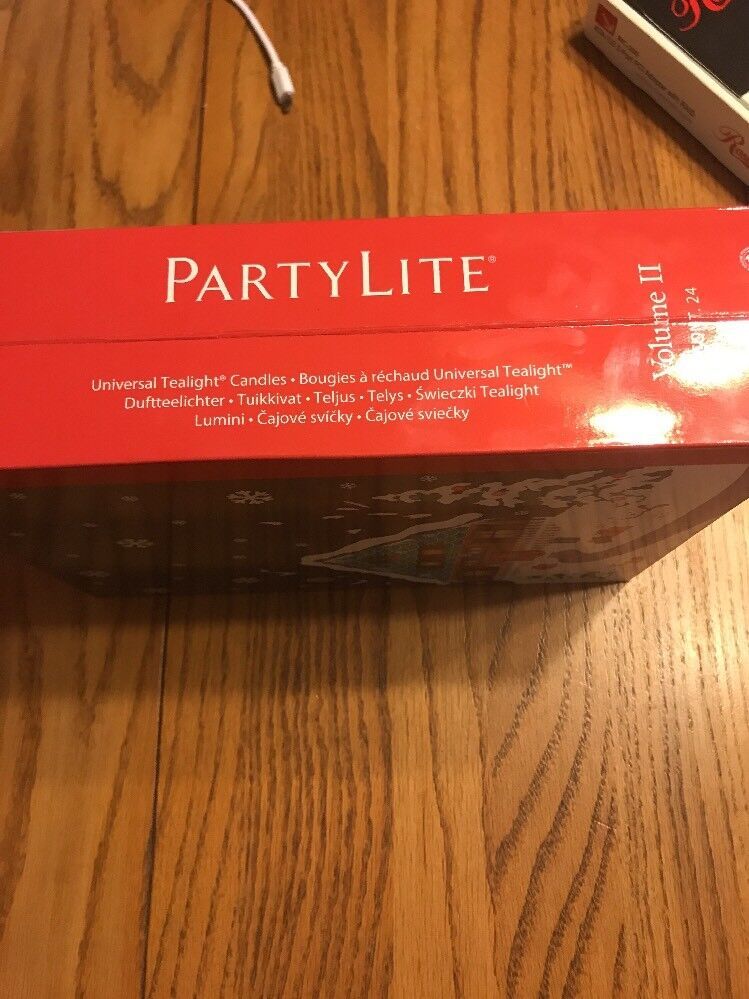 PARTYLITE®
Volume II
24
Universal Tealight® Candles • Bougies à réchaud Universal Tealight™
Duftteelichter • Tuikkivat • Teljus • Telys • Świeczki Tealight
Lumini • Čajové svíčky • Čajové sviečky